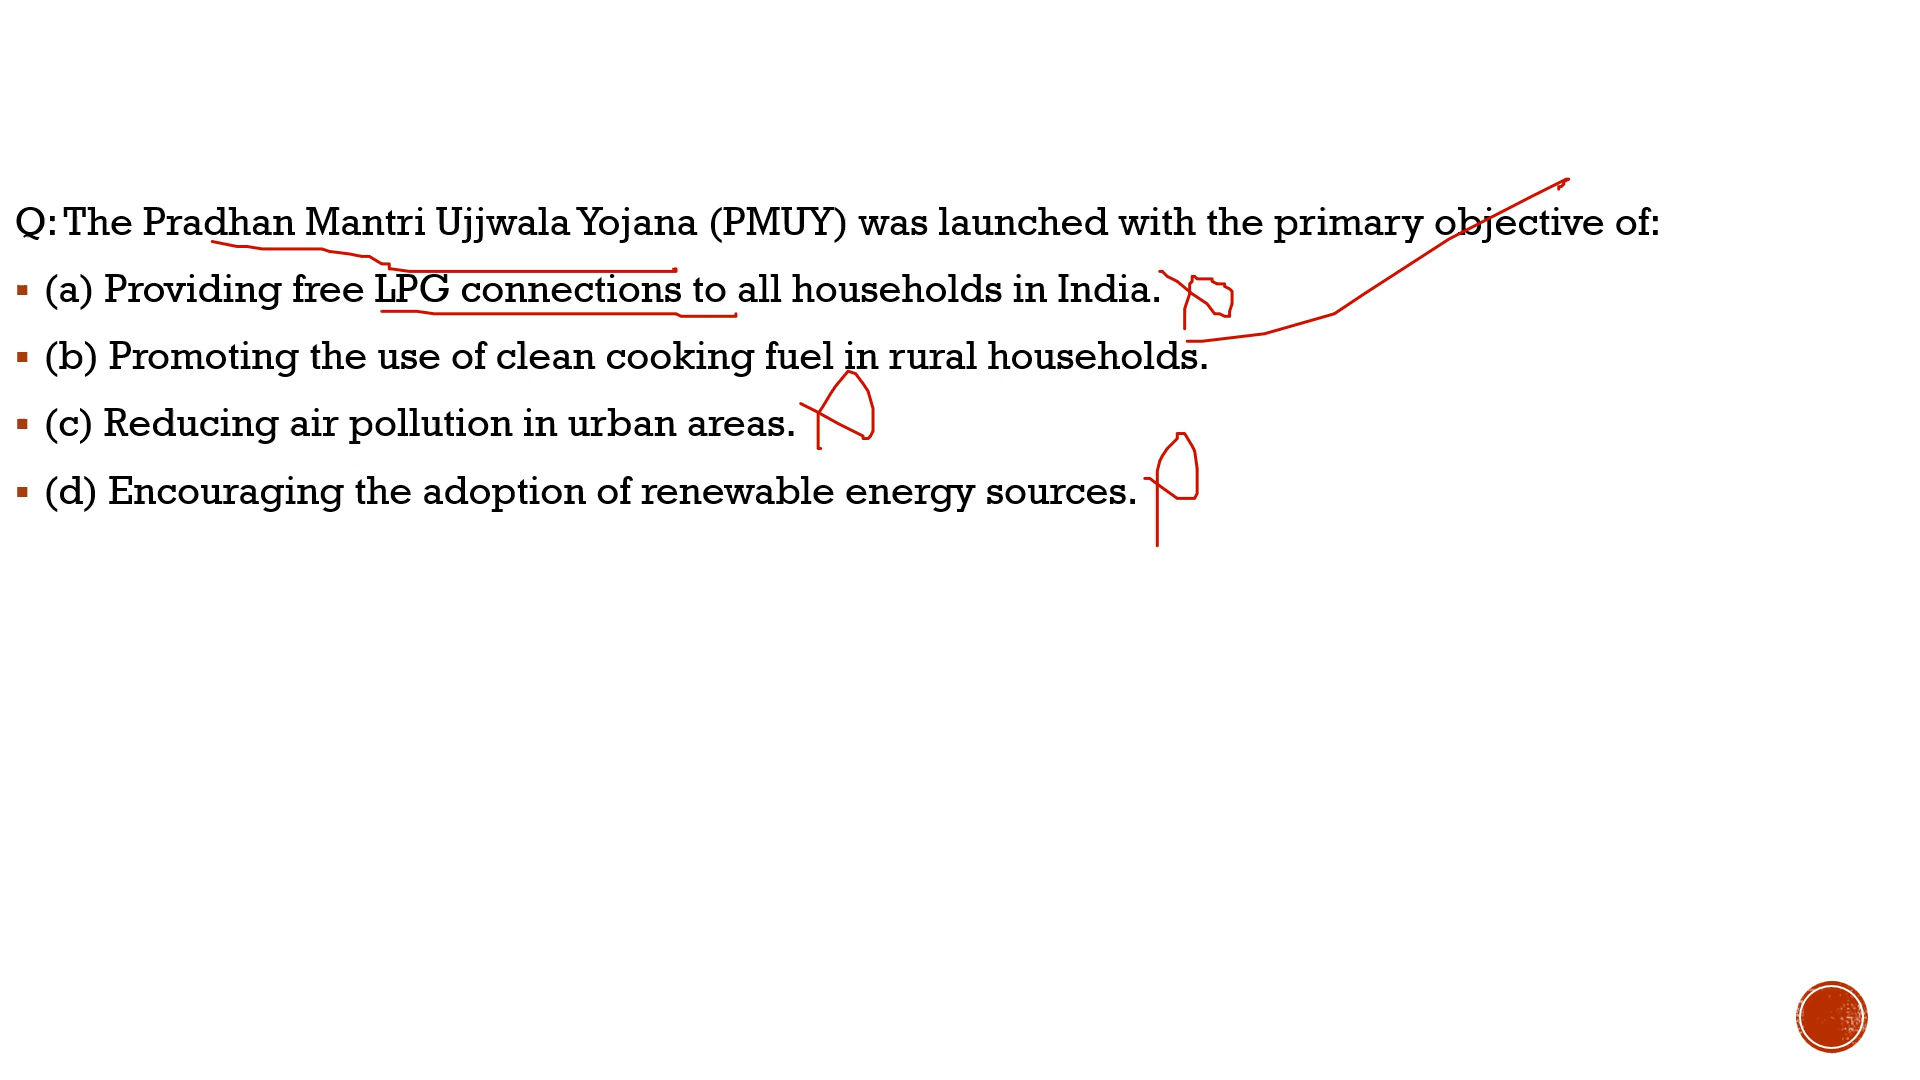 Q: The Pradhan Mantri Ujjwala Yojana (PMUY) was launched with the primary objective of:
(a) Providing free LPG connections to all households in India.
(b) Promoting the use of clean cooking fuel in rural households.
(c) Reducing air pollution in urban areas.
(d) Encouraging the adoption of renewable energy sources.